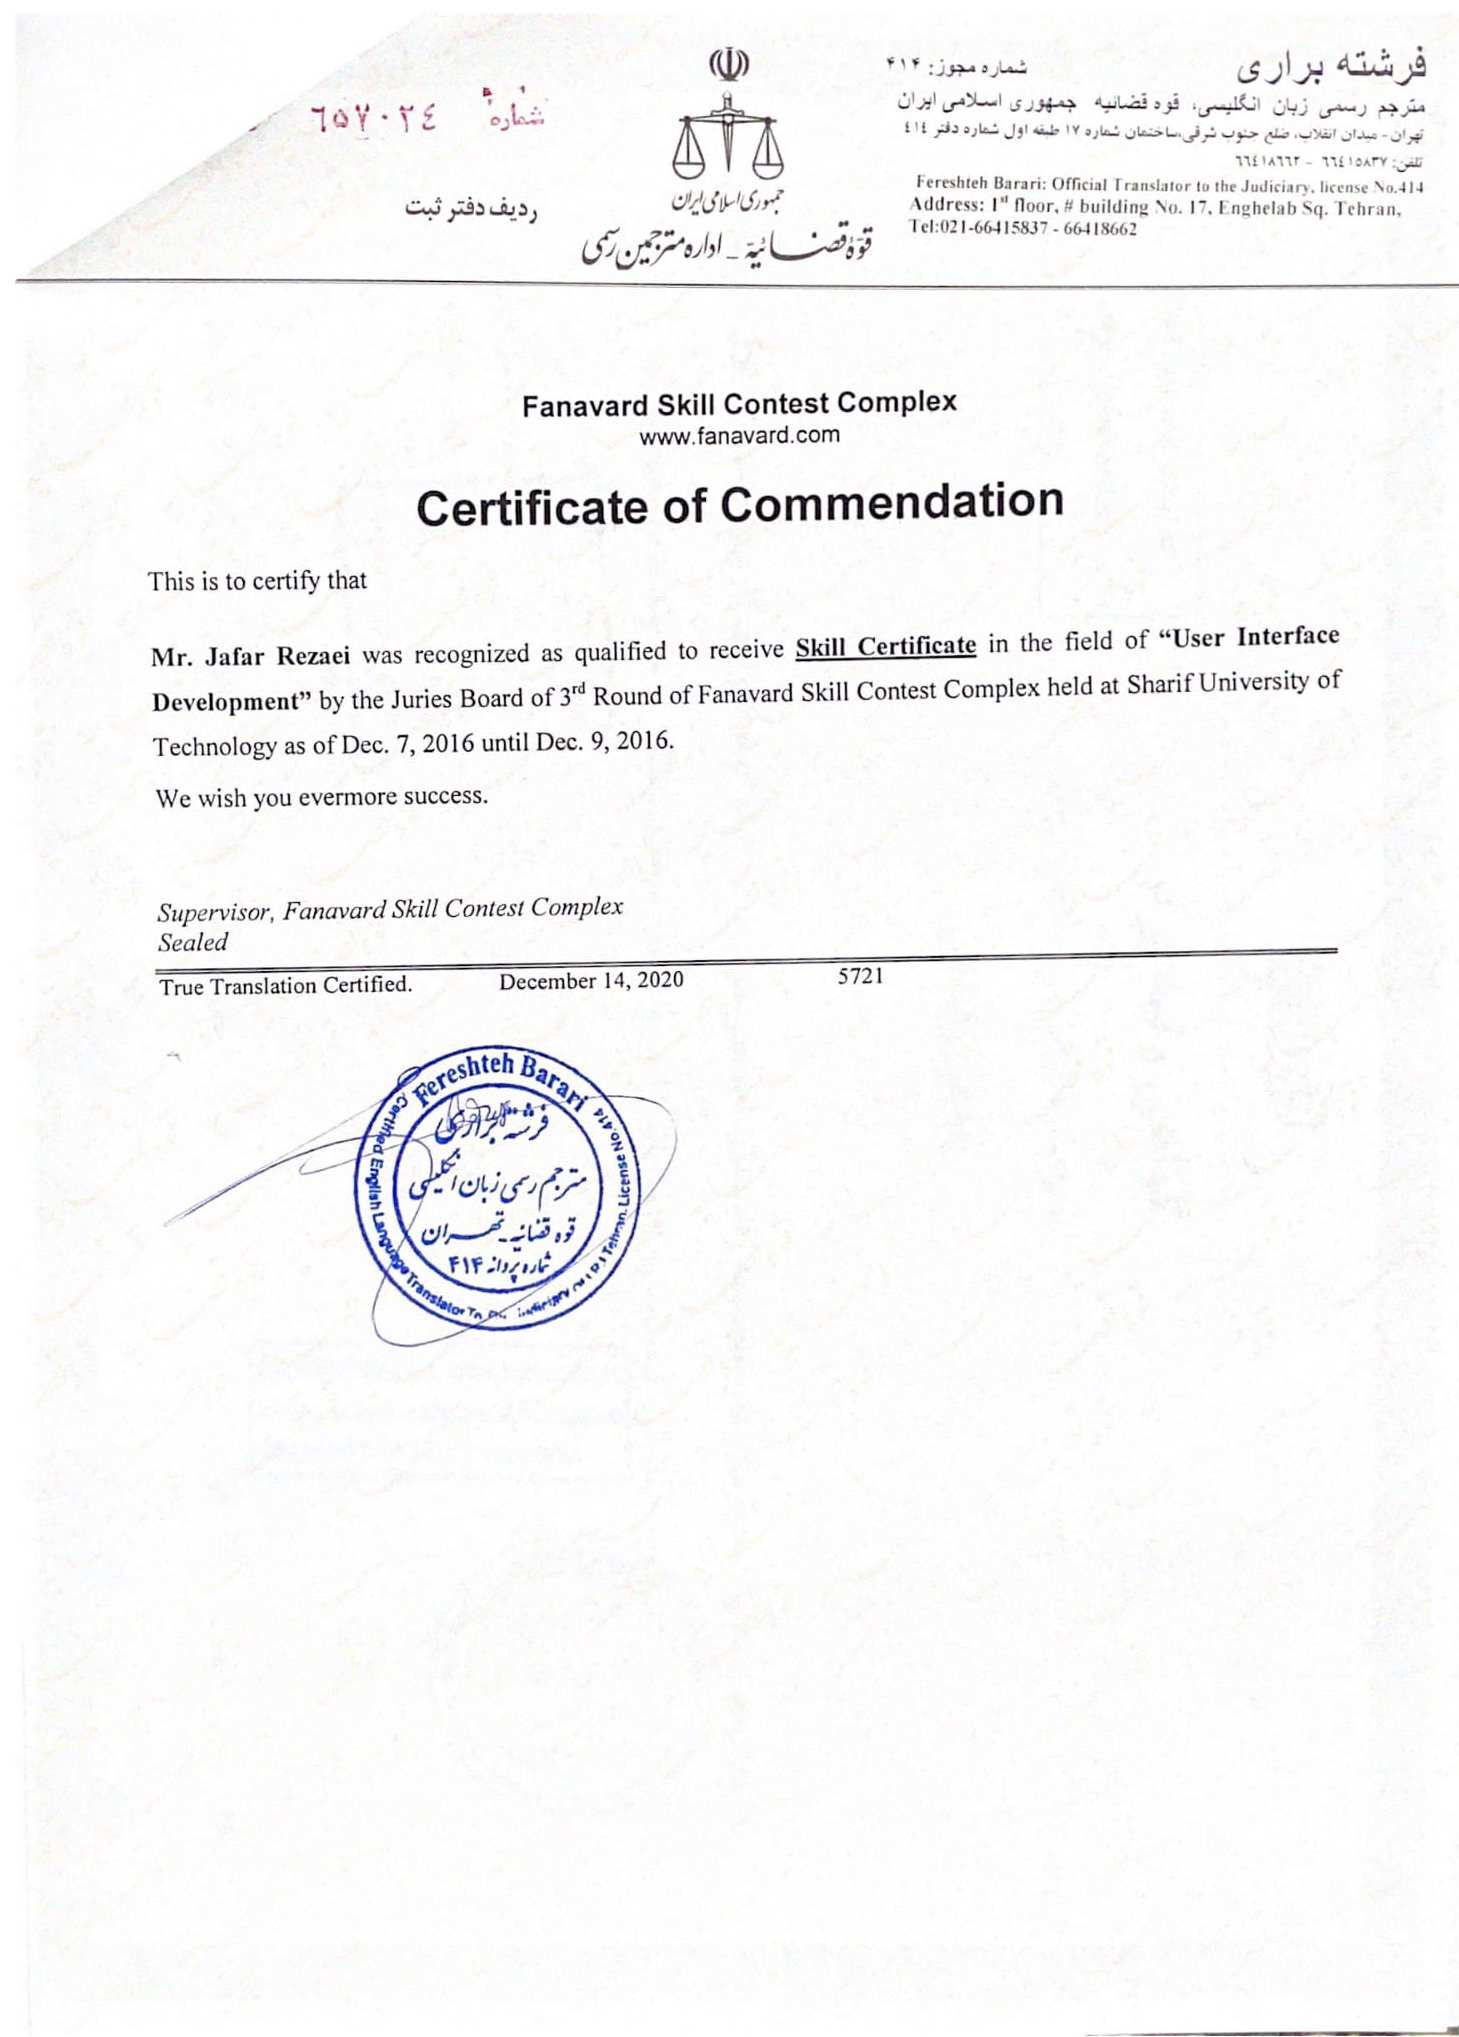 شماره ٦٥٧٠٢٤
ردیف دفتر ثبت
جمهوری اسلامی ایران
قوّهٔ قضائیّه - اداره مترجمین رسمی
فرشته براری شماره مجوز: ۴۱۴
مترجم رسمی زبان انگلیسی، قوه قضائیه جمهوری اسلامی ایران
تهران- میدان انقلاب، ضلع جنوب شرقی،ساختمان شماره ۱۷ طبقه اول شماره دفتر ٤١٤
تلفن: ٦٦٤١٥٨٣٧ - ٦٦٤١٨٦٦٢
Fereshteh Barari: Official Translator to the Judiciary, license No.414
Address: 1st floor, # building No. 17, Enghelab Sq. Tehran,
Tel:021-66415837 - 66418662
Fanavard Skill Contest Complex
www.fanavard.com
Certificate of Commendation
This is to certify that
Mr. Jafar Rezaei was recognized as qualified to receive Skill Certificate in the field of “User Interface
Development” by the Juries Board of 3rd Round of Fanavard Skill Contest Complex held at Sharif University of
Technology as of Dec. 7, 2016 until Dec. 9, 2016.
We wish you evermore success.
Supervisor, Fanavard Skill Contest Complex
Sealed
True Translation Certified. December 14, 2020 5721
Fereshteh Barari
فرشته براری
مترجم رسمی زبان انگلیسی
قوه قضائیه - تهران
شماره پروانه ۴۱۴
Certified English Language Translator To Judiciary Tehran. License No.414